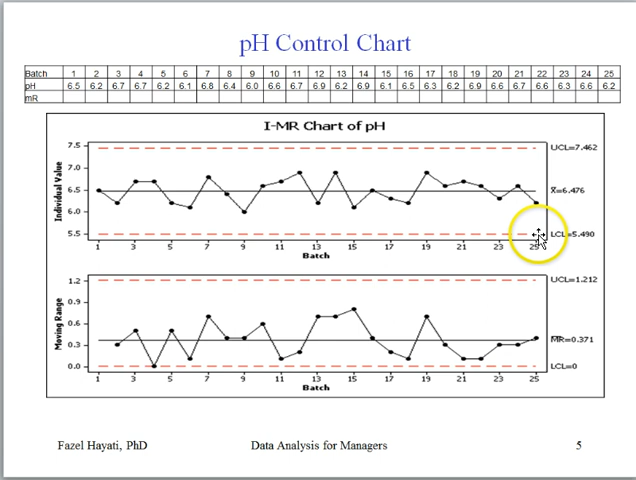 pH Control Chart
Batch 1 2 3 4 5 6 7 8 9 10 11 12 13 14 15 16 17 18 19 20 21 22 23 24 25
pH 6.5 6.2 6.7 6.7 6.2 6.1 6.8 6.4 6.0 6.6 6.7 6.9 6.2 6.9 6.1 6.5 6.3 6.2 6.9 6.6 6.7 6.6 6.3 6.6 6.2
mR
I-MR Chart of pH
7.5
7.0
6.5
6.0
5.5
Individual Value
UCL=7.462
X̄=6.476
LCL=5.490
1 3 5 7 9 11 13 15 17 19 21 23 25
Batch
1.2
0.9
0.6
0.3
0.0
Moving Range
UCL=1.212
M̅R̅=0.371
LCL=0
1 3 5 7 9 11 13 15 17 19 21 23 25
Batch
Fazel Hayati, PhD Data Analysis for Managers 5